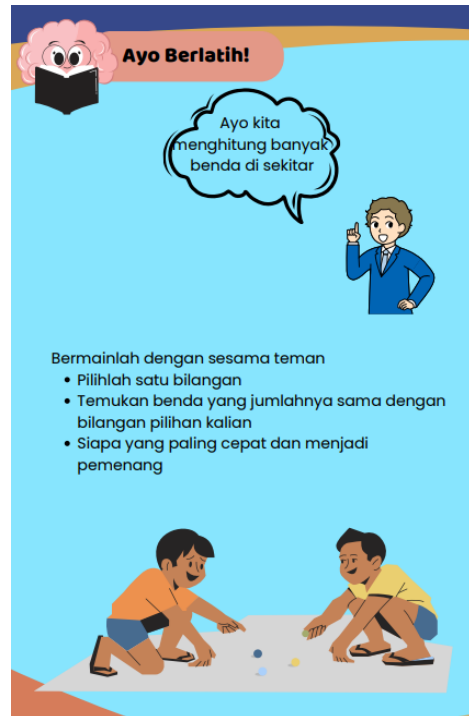 Ayo Berlatih!
Ayo kita
menghitung banyak
benda di sekitar
Bermainlah dengan sesama teman
• Pilihlah satu bilangan
• Temukan benda yang jumlahnya sama dengan
bilangan pilihan kalian
• Siapa yang paling cepat dan menjadi
pemenang